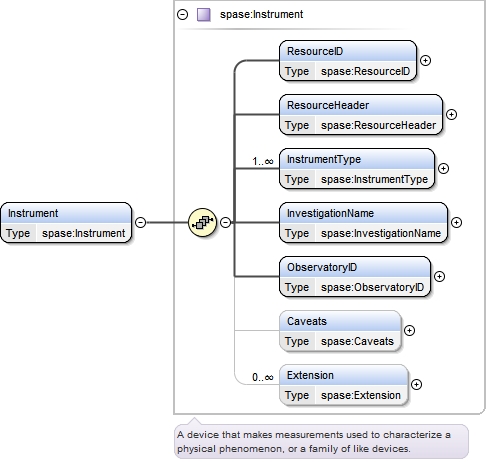 spase:Instrument
ResourceID
Type spase:ResourceID
ResourceHeader
Type spase:ResourceHeader
1..∞
InstrumentType
Type spase:InstrumentType
Instrument
Type spase:Instrument
InvestigationName
Type spase:InvestigationName
ObservatoryID
Type spase:ObservatoryID
Caveats
Type spase:Caveats
0..∞
Extension
Type spase:Extension
A device that makes measurements used to characterize a
physical phenomenon, or a family of like devices.